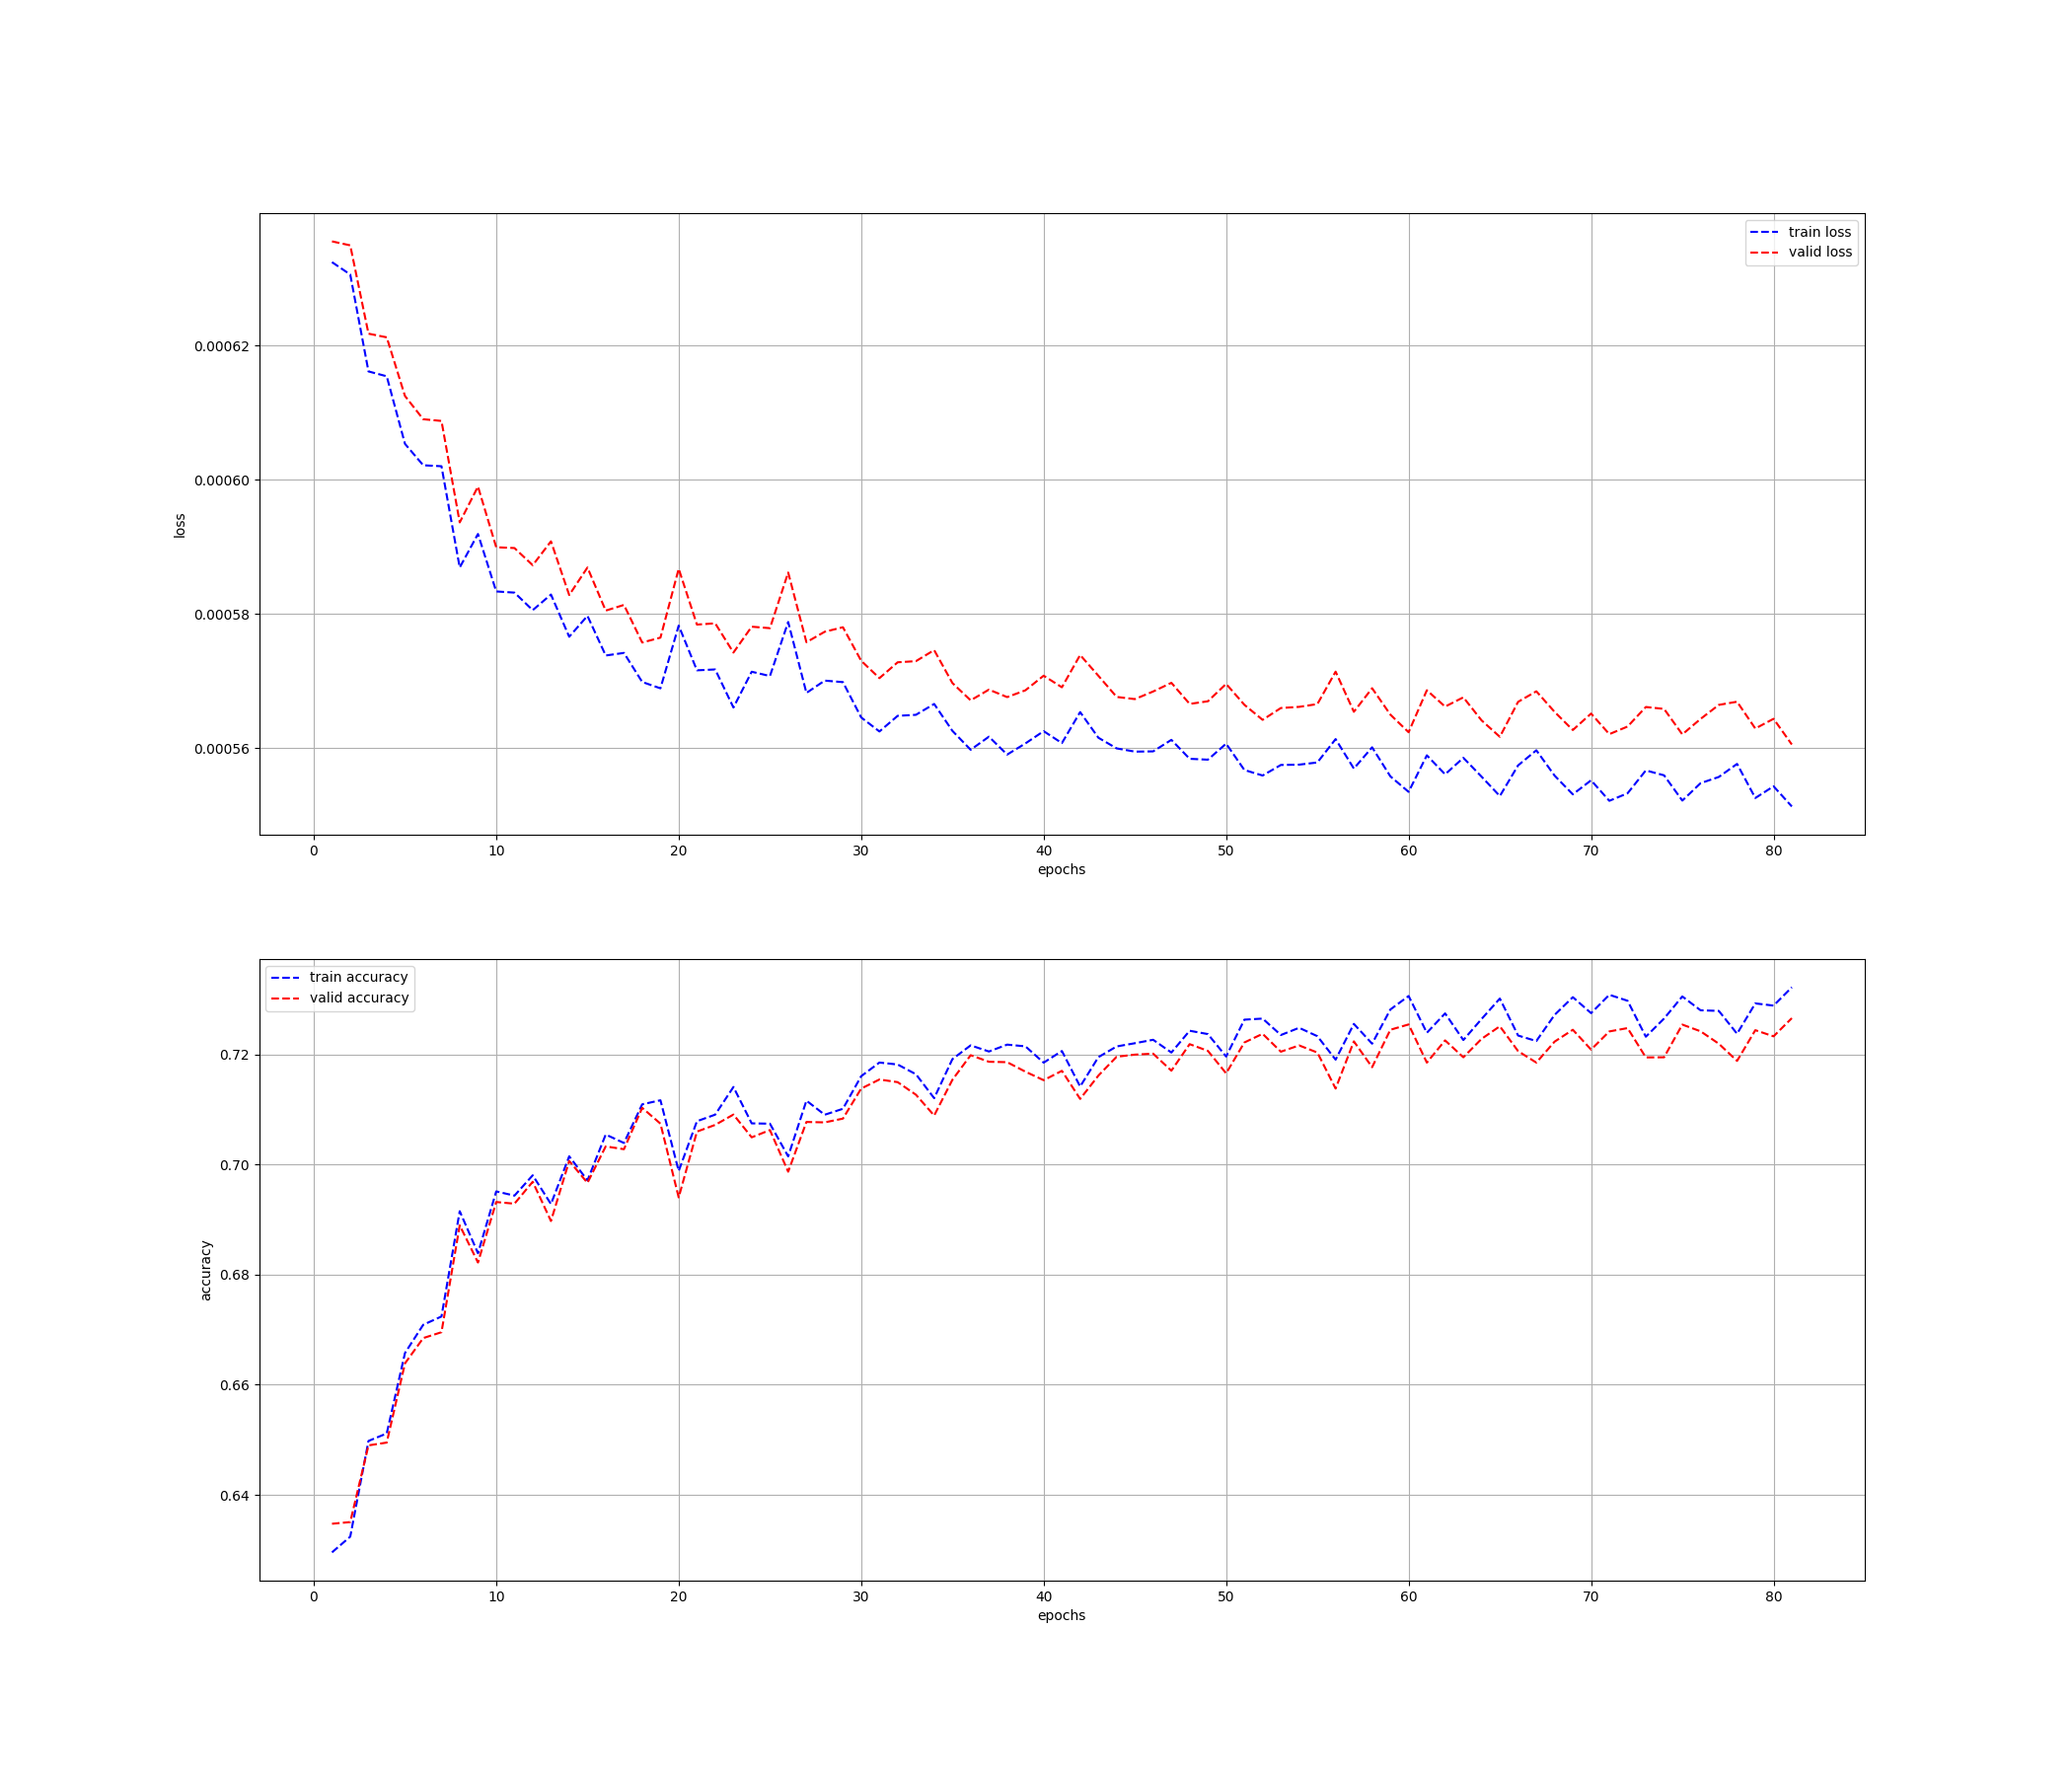 train loss
valid loss
0.00062
0.00060
0.00058
0.00056
loss
0 10 20 30 40 50 60 70 80
epochs
train accuracy
valid accuracy
0.72
0.70
0.68
0.66
0.64
accuracy
0 10 20 30 40 50 60 70 80
epochs